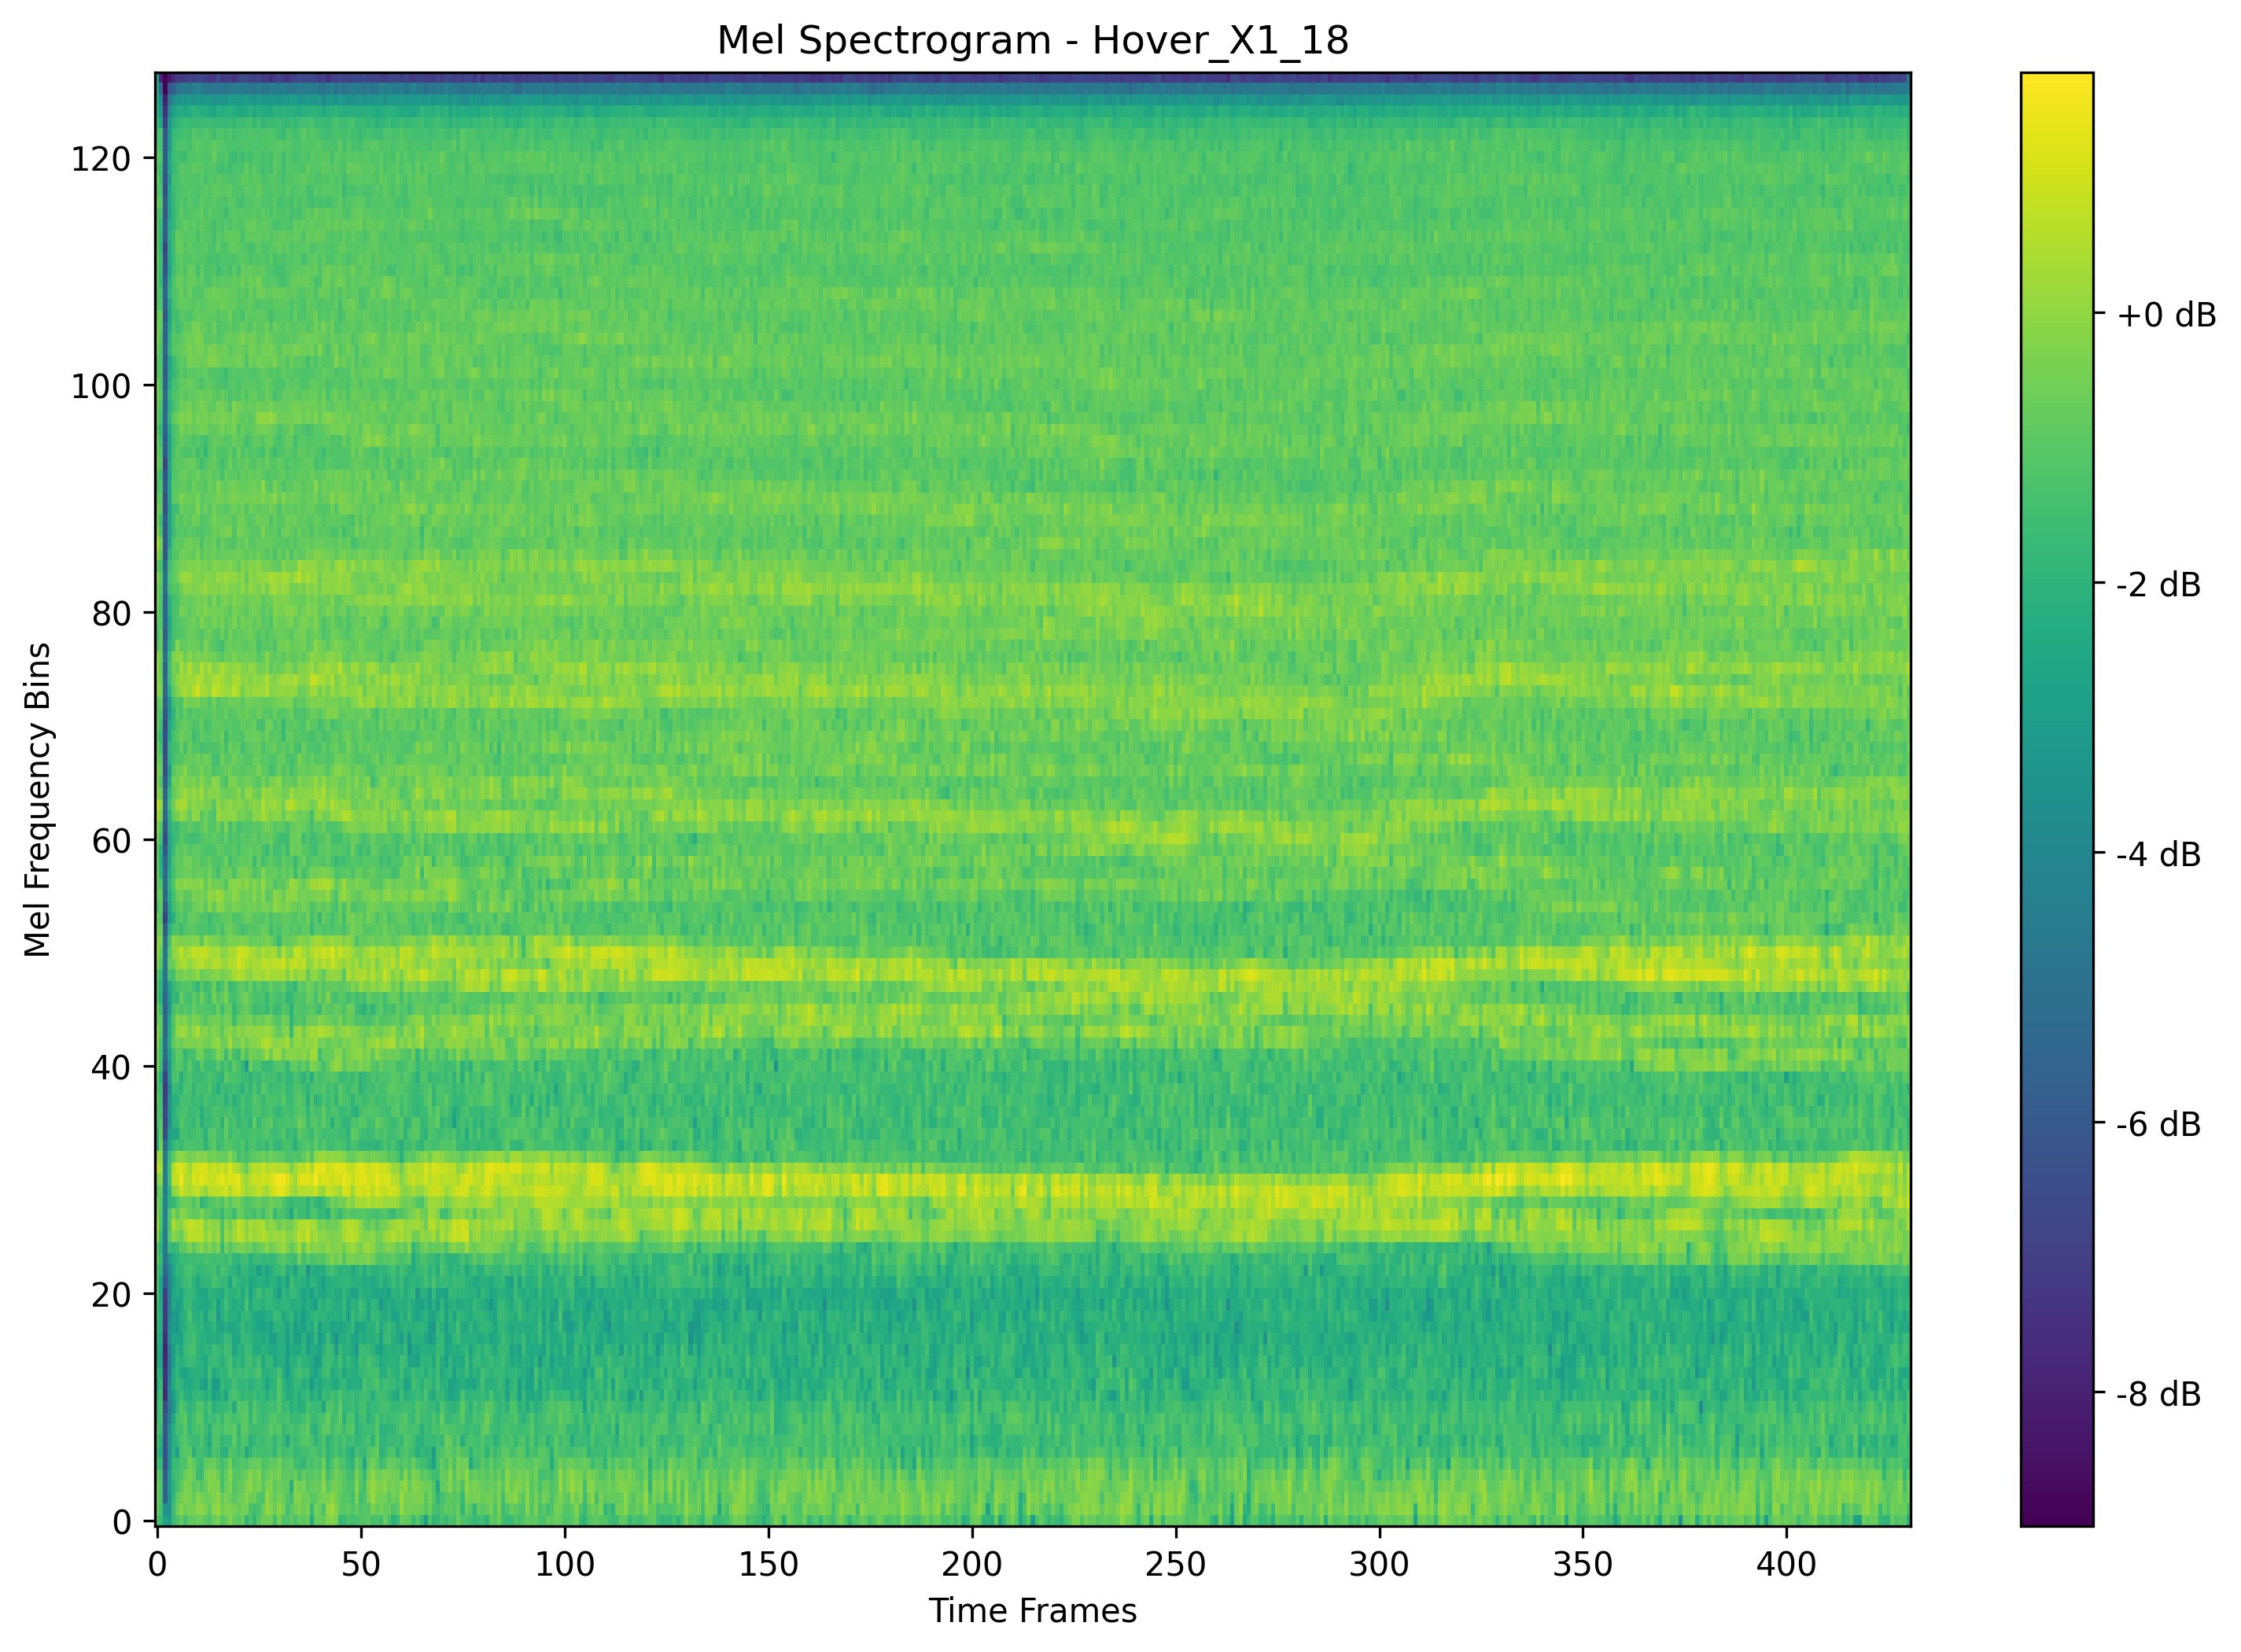 Mel Spectrogram - Hover_X1_18
Mel Frequency Bins
120
100
80
60
40
20
0
0 50 100 150 200 250 300 350 400
Time Frames
+0 dB
-2 dB
-4 dB
-6 dB
-8 dB